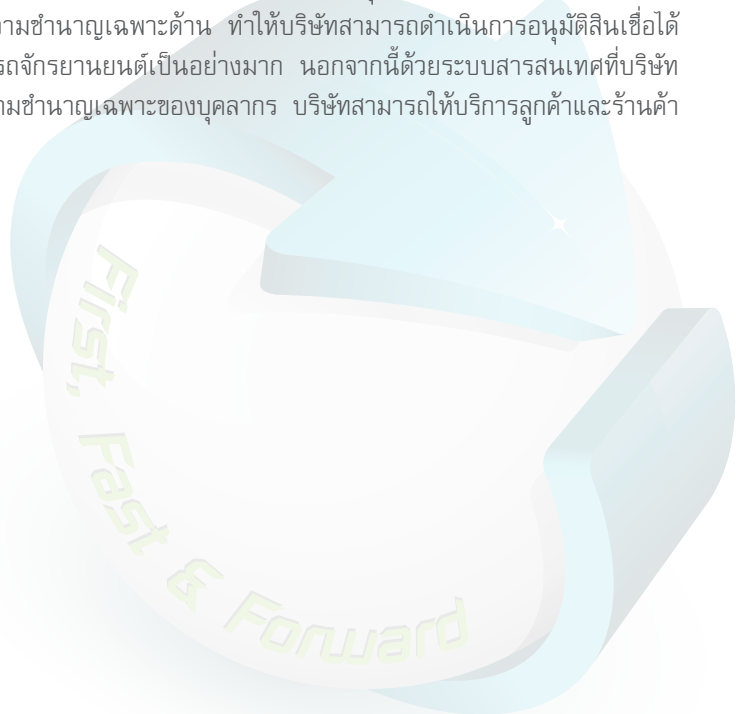 วามชำนาญเฉพาะด้าน ทำให้บริษัทสามารถดำเนินการอนุมัติสินเชื่อได้
รถจักรยานยนต์เป็นอย่างมาก นอกจากนี้ด้วยระบบสารสนเทศที่บริษัท
ามชำนาญเฉพาะของบุคลากร บริษัทสามารถให้บริการลูกค้าและร้านค้า
First, Fast & Forward